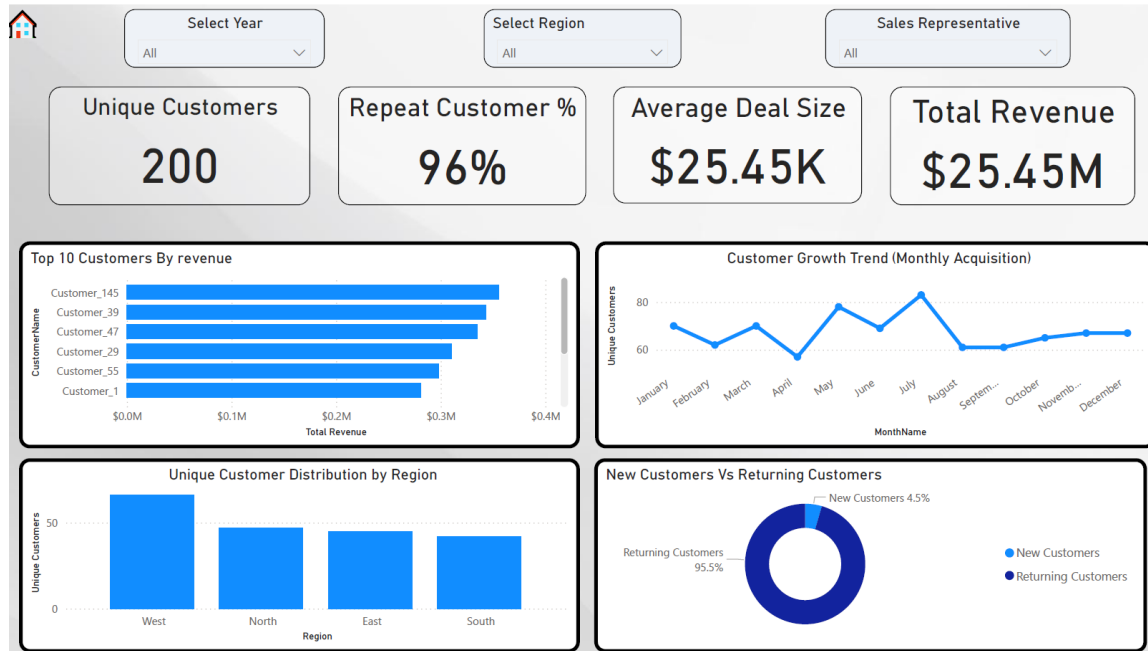 Select Year
All
Select Region
All
Sales Representative
All
Unique Customers
200
Repeat Customer %
96%
Average Deal Size
$25.45K
Total Revenue
$25.45M
Top 10 Customers By revenue
CustomerName
Customer_145
Customer_39
Customer_47
Customer_29
Customer_55
Customer_1
$0.0M $0.1M $0.2M $0.3M $0.4M
Total Revenue
Customer Growth Trend (Monthly Acquisition)
Unique Customers
80
60
January February March April May June July August Septem... October Novemb... December
MonthName
Unique Customer Distribution by Region
Unique Customers
50
0
West North East South
Region
New Customers Vs Returning Customers
New Customers 4.5%
Returning Customers
95.5%
New Customers
Returning Customers